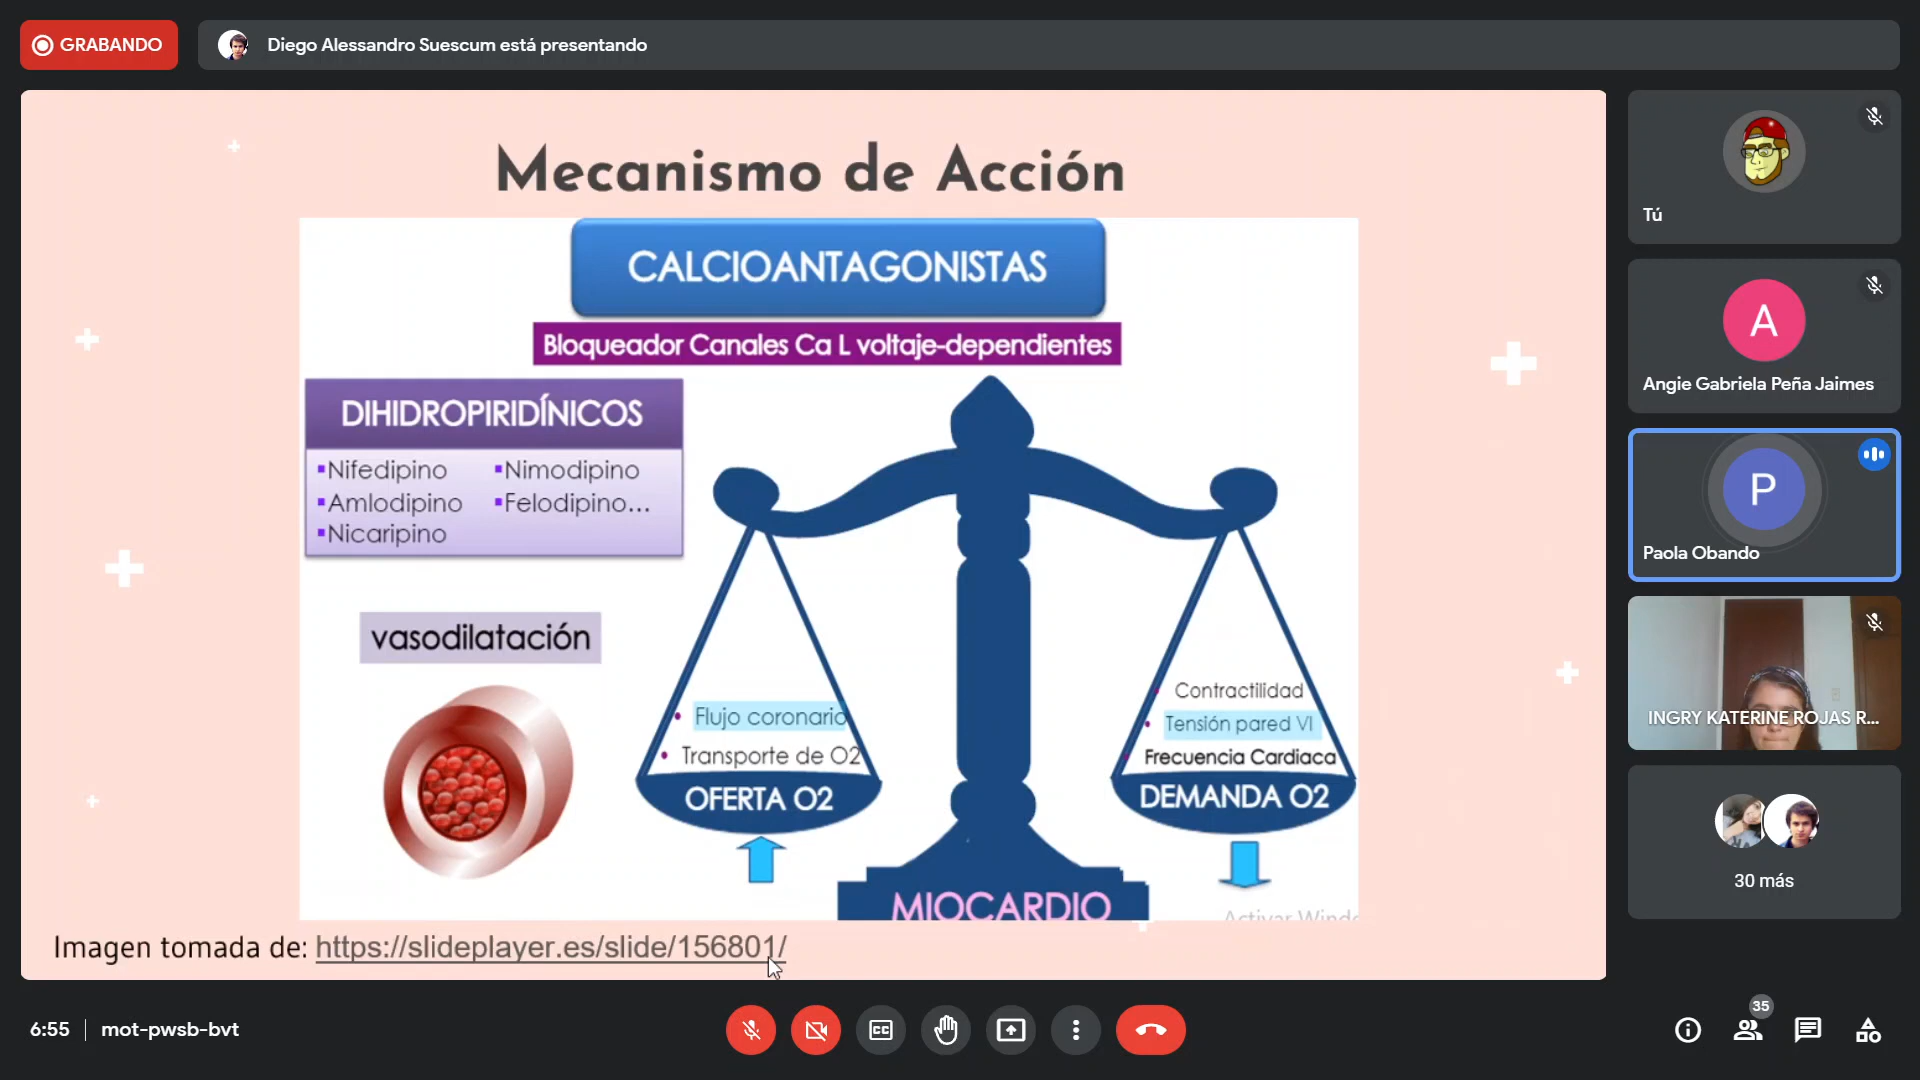 GRABANDO
Diego Alessandro Suescum está presentando
Mecanismo de Acción
CALCIOANTAGONISTAS
Bloqueador Canales Ca L voltaje-dependientes
DIHIDROPIRIDÍNICOS
▪Nifedipino ▪Nimodipino
▪Amlodipino ▪Felodipino...
▪Nicaripino
vasodilatación
• Flujo coronario
• Transporte de O2
OFERTA O2
• Contractilidad
• Tensión pared VI
• Frecuencia Cardiaca
DEMANDA O2
MIOCARDIO
Activar Windo
Imagen tomada de: https://slideplayer.es/slide/156801/
Tú
A
Angie Gabriela Peña Jaimes
P
Paola Obando
INGRY KATERINE ROJAS R...
30 más
6:55 | mot-pwsb-bvt
CC
35